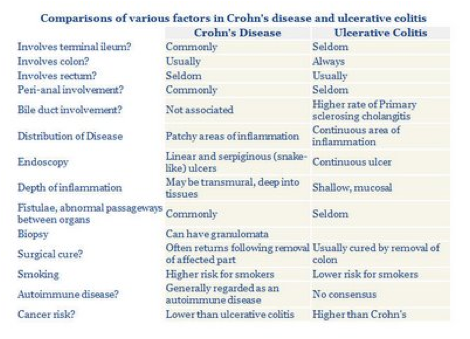 Comparisons of various factors in Crohn's disease and ulcerative colitis
Crohn's Disease Ulcerative Colitis
Involves terminal ileum? Commonly Seldom
Involves colon? Usually Always
Involves rectum? Seldom Usually
Peri-anal involvement? Commonly Seldom
Bile duct involvement? Not associated Higher rate of Primary
sclerosing cholangitis
Distribution of Disease Patchy areas of inflammation Continuous area of
inflammation
Endoscopy Linear and serpiginous (snake-
like) ulcers Continuous ulcer
Depth of inflammation May be transmural, deep into
tissues Shallow, mucosal
Fistulae, abnormal passageways
between organs Commonly Seldom
Biopsy Can have granulomata
Surgical cure? Often returns following removal
of affected part Usually cured by removal of
colon
Smoking Higher risk for smokers Lower risk for smokers
Autoimmune disease? Generally regarded as an
autoimmune disease No consensus
Cancer risk? Lower than ulcerative colitis Higher than Crohn's